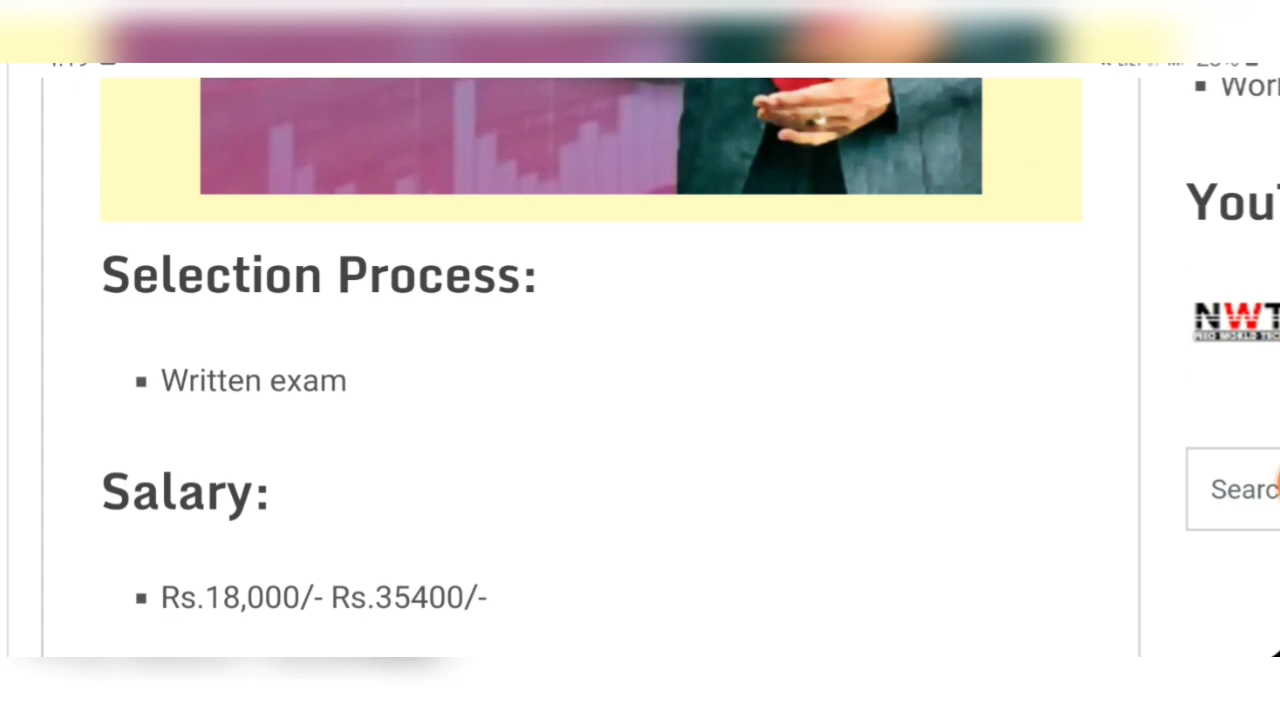 Selection Process:
Written exam
Salary:
Rs.18,000/- Rs.35400/-
NWT